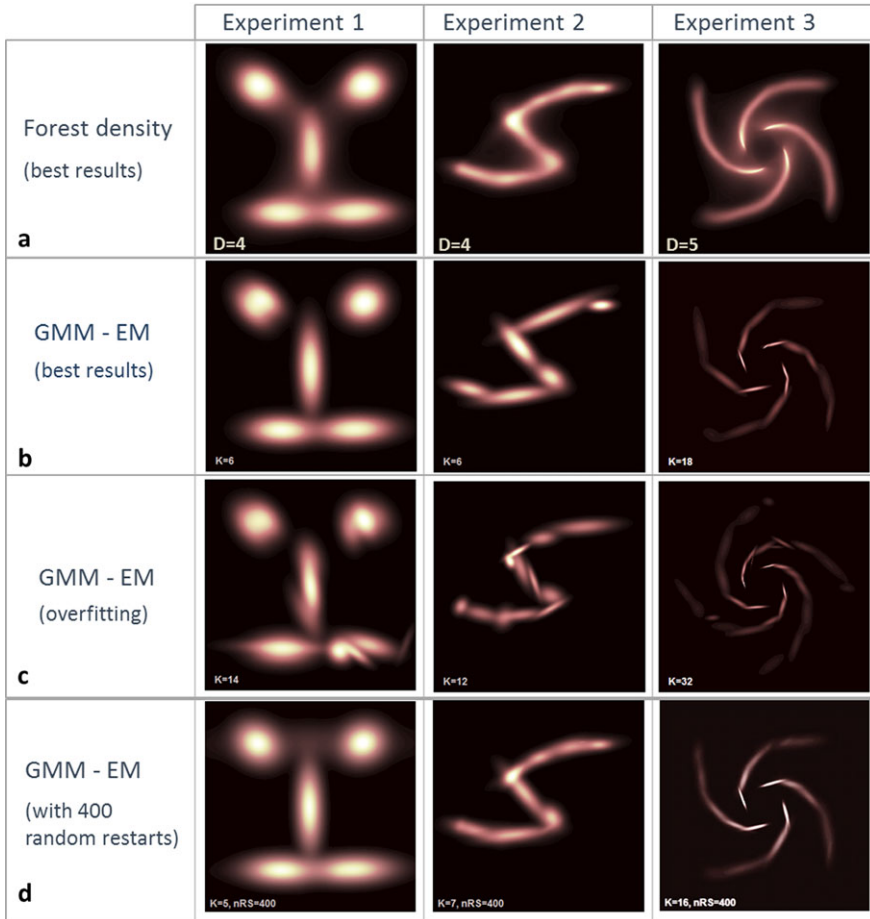 Experiment 1 Experiment 2 Experiment 3
Forest density
(best results)
a
D=4
D=4
D=5
GMM - EM
(best results)
b
K=6
K=6
K=18
GMM - EM
(overfitting)
c
K=14
K=12
K=32
GMM - EM
(with 400
random restarts)
d
K=5, nRS=400
K=7, nRS=400
K=16, nRS=400